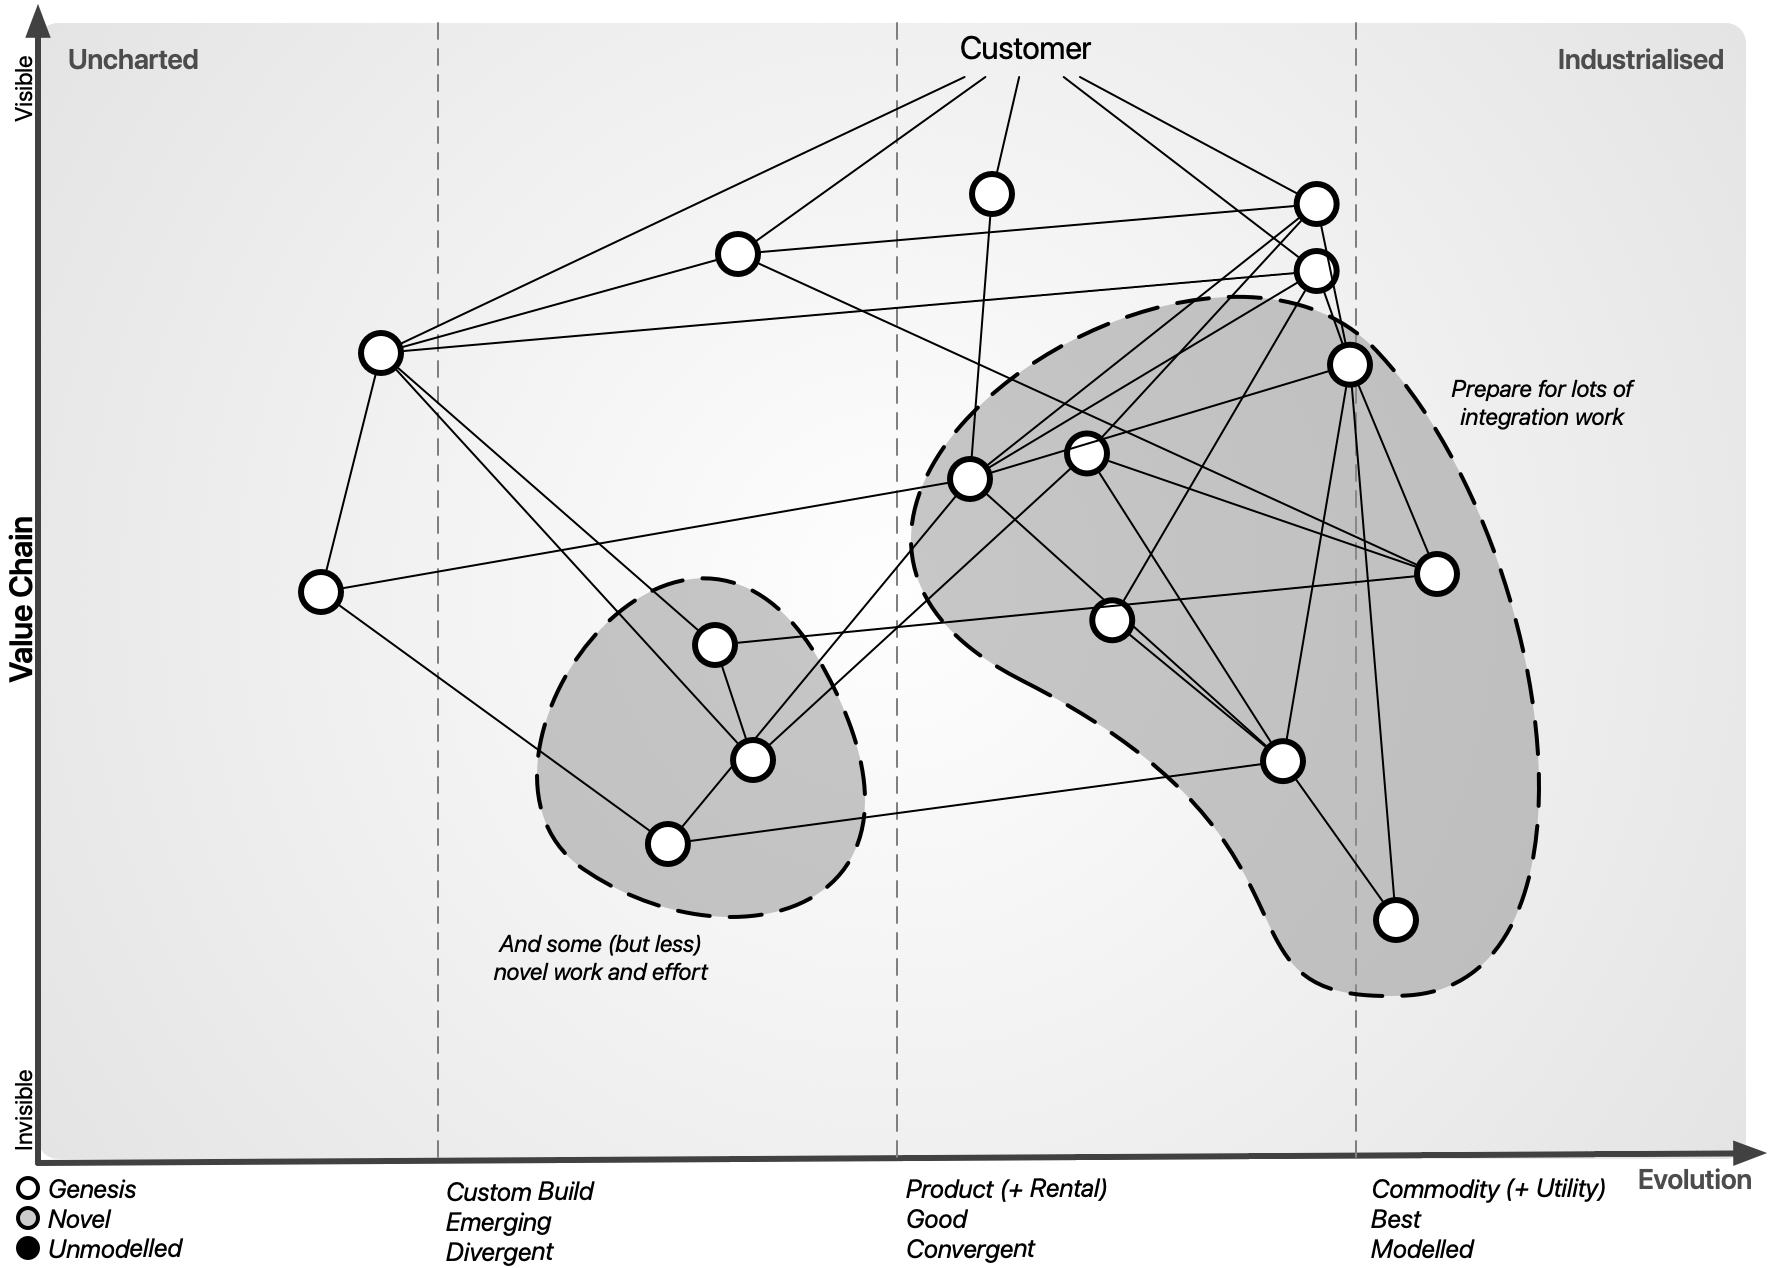 Customer
Uncharted
Industrialised
Visible
Value Chain
Invisible
Prepare for lots of
integration work
And some (but less)
novel work and effort
Evolution
Genesis
Novel
Unmodelled
Custom Build
Emerging
Divergent
Product (+ Rental)
Good
Convergent
Commodity (+ Utility)
Best
Modelled